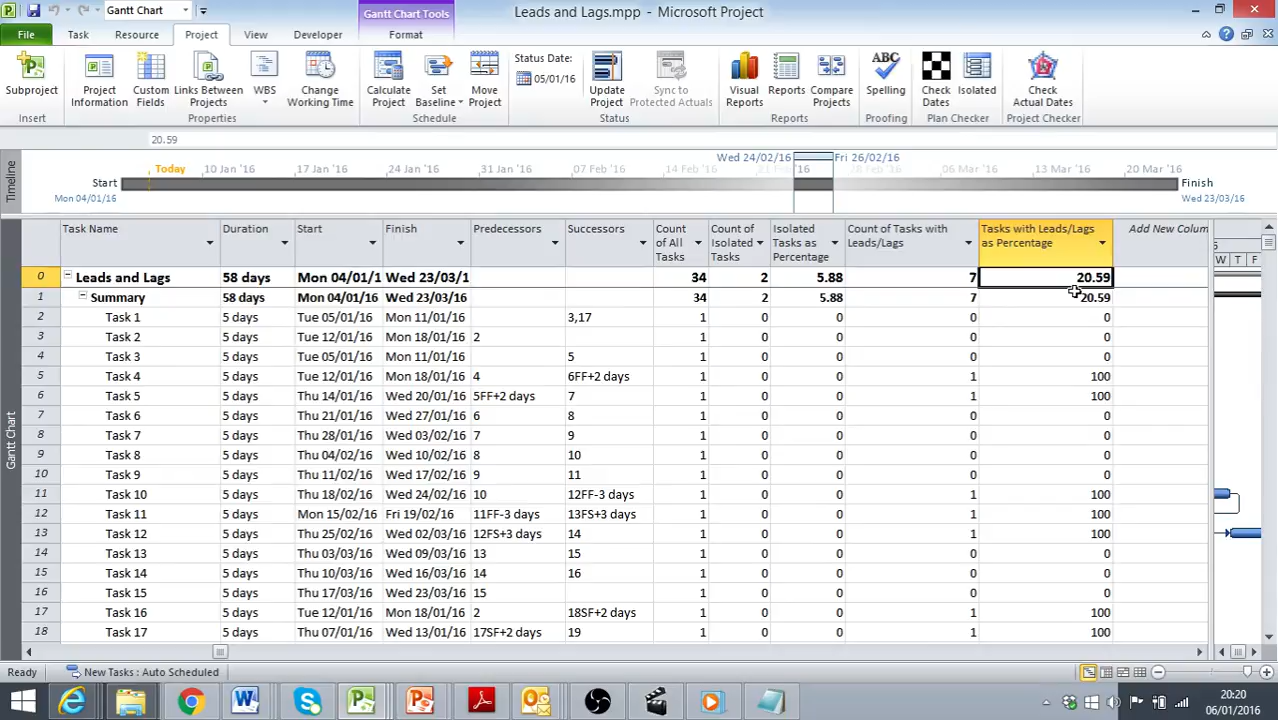 Gantt Chart
Gantt Chart Tools
Leads and Lags.mpp - Microsoft Project
File
Task
Resource
Project
View
Developer
Format
Subproject
Project Information
Custom Fields
Links Between Projects
WBS
Change Working Time
Calculate Project
Set Baseline
Move Project
Status Date:
05/01/16
Update Project
Sync to Protected Actuals
Visual Reports
Reports
Compare Projects
Spelling
Check Dates
Isolated
Check Actual Dates
Insert
Properties
Schedule
Status
Reports
Proofing
Plan Checker
Project Checker
20.59
Timeline
Wed 24/02/16
Fri 26/02/16
Today
10 Jan '16
17 Jan '16
24 Jan '16
31 Jan '16
07 Feb '16
14 Feb '16
06 Mar '16
13 Mar '16
20 Mar '16
Start
Mon 04/01/16
Finish
Wed 23/03/16
Gantt Chart
Task Name Duration Start Finish Predecessors Successors Count of All Tasks Count of Isolated Tasks Isolated Tasks as Percentage Count of Tasks with Leads/Lags Tasks with Leads/Lags as Percentage Add New Colum
W T F
0 Leads and Lags 58 days Mon 04/01/1 Wed 23/03/1 34 2 5.88 7 20.59
1 Summary 58 days Mon 04/01/16 Wed 23/03/16 34 2 5.88 7 20.59
2 Task 1 5 days Tue 05/01/16 Mon 11/01/16 3,17 1 0 0 0 0
3 Task 2 5 days Tue 12/01/16 Mon 18/01/16 2 1 0 0 0 0
4 Task 3 5 days Tue 05/01/16 Mon 11/01/16 5 1 0 0 0 0
5 Task 4 5 days Tue 12/01/16 Mon 18/01/16 4 6FF+2 days 1 0 0 1 100
6 Task 5 5 days Thu 14/01/16 Wed 20/01/16 5FF+2 days 7 1 0 0 1 100
7 Task 6 5 days Thu 21/01/16 Wed 27/01/16 6 8 1 0 0 0 0
8 Task 7 5 days Thu 28/01/16 Wed 03/02/16 7 9 1 0 0 0 0
9 Task 8 5 days Thu 04/02/16 Wed 10/02/16 8 10 1 0 0 0 0
10 Task 9 5 days Thu 11/02/16 Wed 17/02/16 9 11 1 0 0 0 0
11 Task 10 5 days Thu 18/02/16 Wed 24/02/16 10 12FF-3 days 1 0 0 1 100
12 Task 11 5 days Mon 15/02/16 Fri 19/02/16 11FF-3 days 13FS+3 days 1 0 0 1 100
13 Task 12 5 days Thu 25/02/16 Wed 02/03/16 12FS+3 days 14 1 0 0 1 100
14 Task 13 5 days Thu 03/03/16 Wed 09/03/16 13 15 1 0 0 0 0
15 Task 14 5 days Thu 10/03/16 Wed 16/03/16 14 16 1 0 0 0 0
16 Task 15 5 days Thu 17/03/16 Wed 23/03/16 15 1 0 0 0 0
17 Task 16 5 days Tue 12/01/16 Mon 18/01/16 2 18SF+2 days 1 0 0 1 100
18 Task 17 5 days Thu 07/01/16 Wed 13/01/16 17SF+2 days 19 1 0 0 1 100
Ready
New Tasks : Auto Scheduled
20:20
06/01/2016